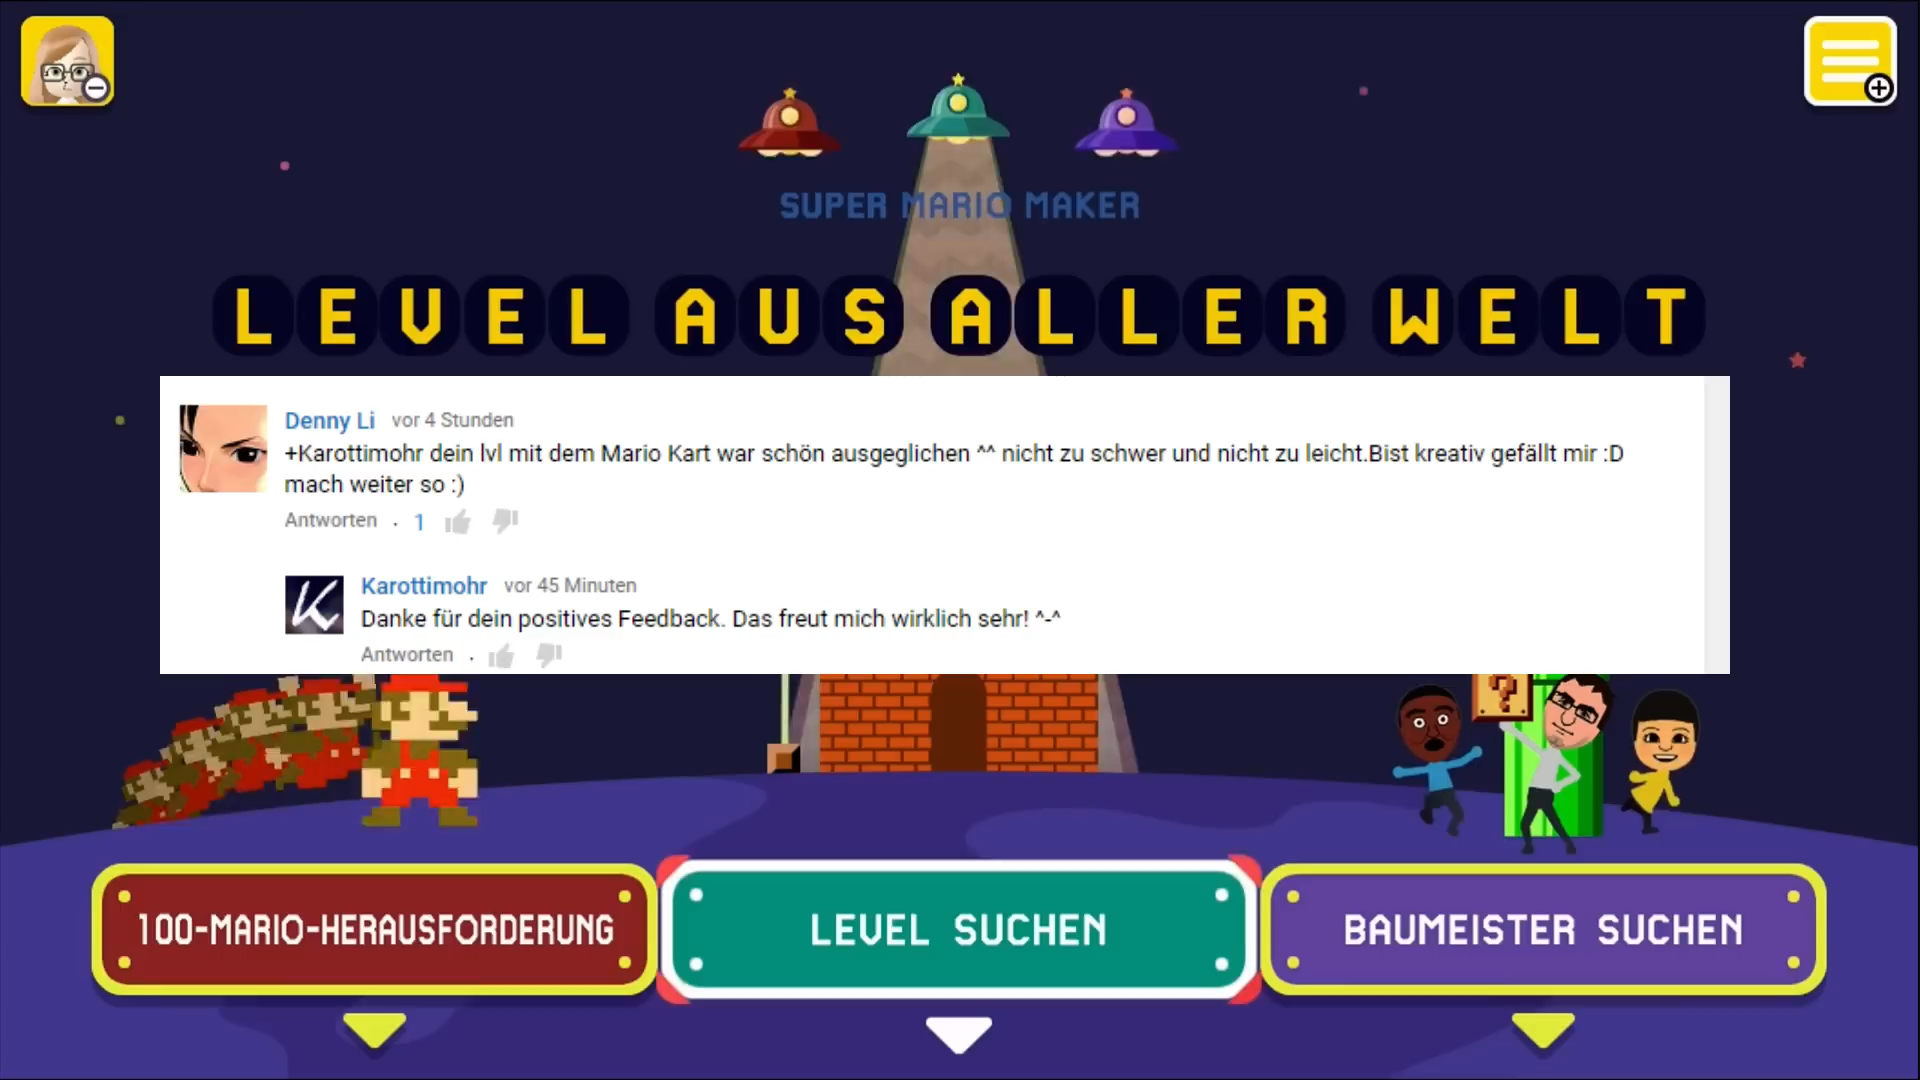 SUPER MARIO MAKER
LEVEL AUS ALLER WELT
Denny Li vor 4 Stunden
+Karottimohr dein lvl mit dem Mario Kart war schön ausgeglichen ^^ nicht zu schwer und nicht zu leicht.Bist kreativ gefällt mir :D
mach weiter so :)
Antworten . 1
K
Karottimohr vor 45 Minuten
Danke für dein positives Feedback. Das freut mich wirklich sehr! ^-^
Antworten .
?
100-MARIO-HERAUSFORDERUNG
LEVEL SUCHEN
BAUMEISTER SUCHEN